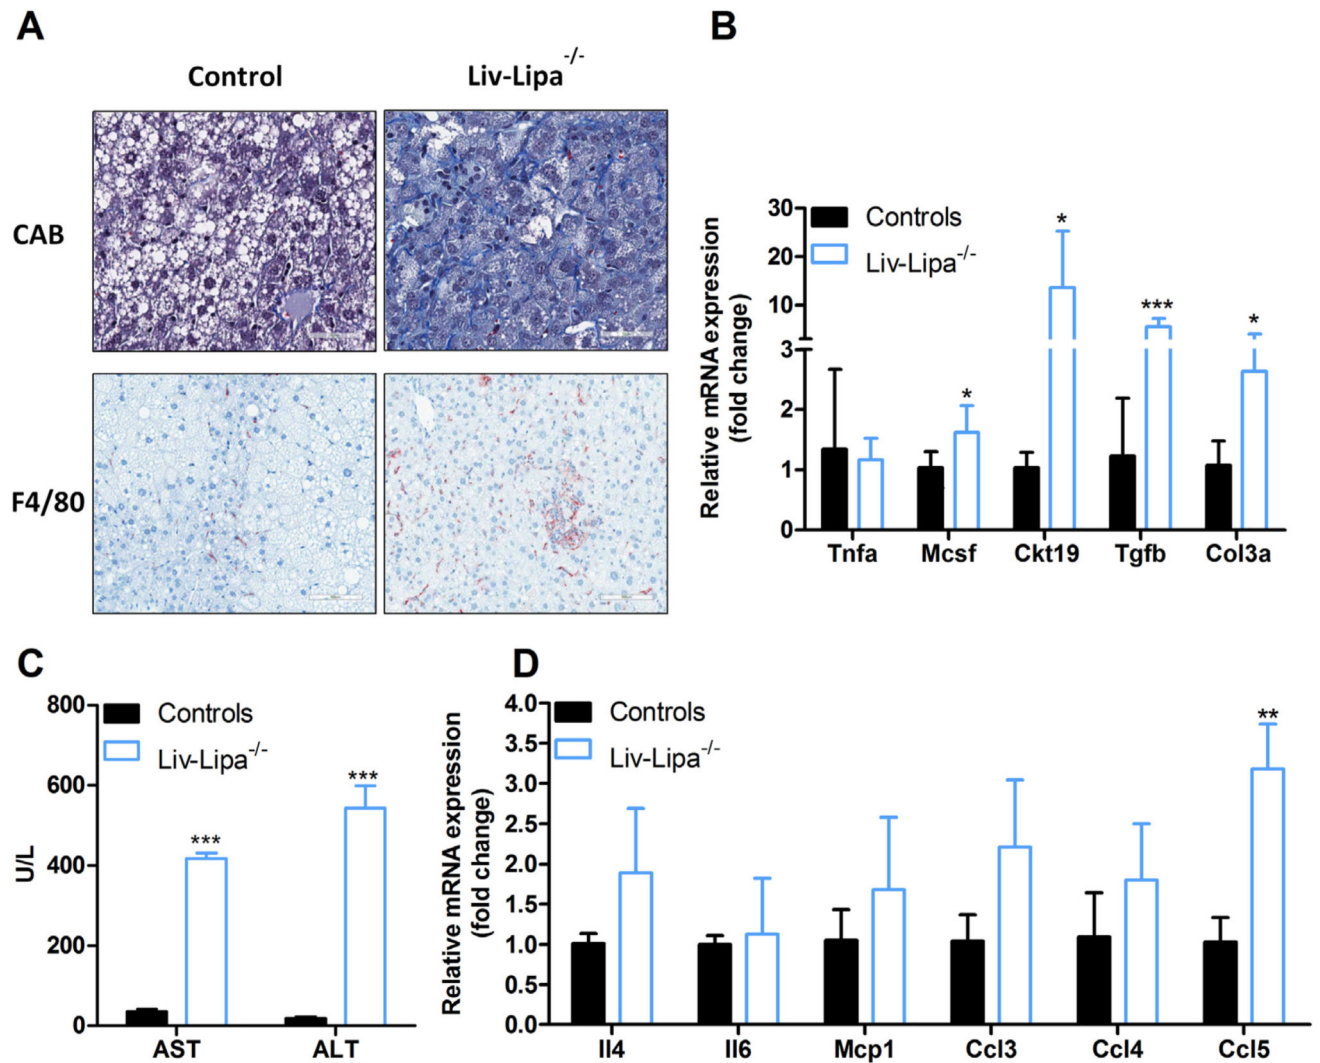 A
Control
Liv-Lipa-/-
CAB
F4/80
B
Relative mRNA expression
(fold change)
30
20
10
3
2
1
0
Controls
Liv-Lipa-/-
*
*
***
*
Tnfa
Mcsf
Ckt19
Tgfb
Col3a
C
U/L
800
600
400
200
0
Controls
Liv-Lipa-/-
***
***
AST
ALT
D
Relative mRNA expression
(fold change)
4.0
3.5
3.0
2.5
2.0
1.5
1.0
0.5
0.0
Controls
Liv-Lipa-/-
**
Il4
Il6
Mcp1
Ccl3
Ccl4
Ccl5